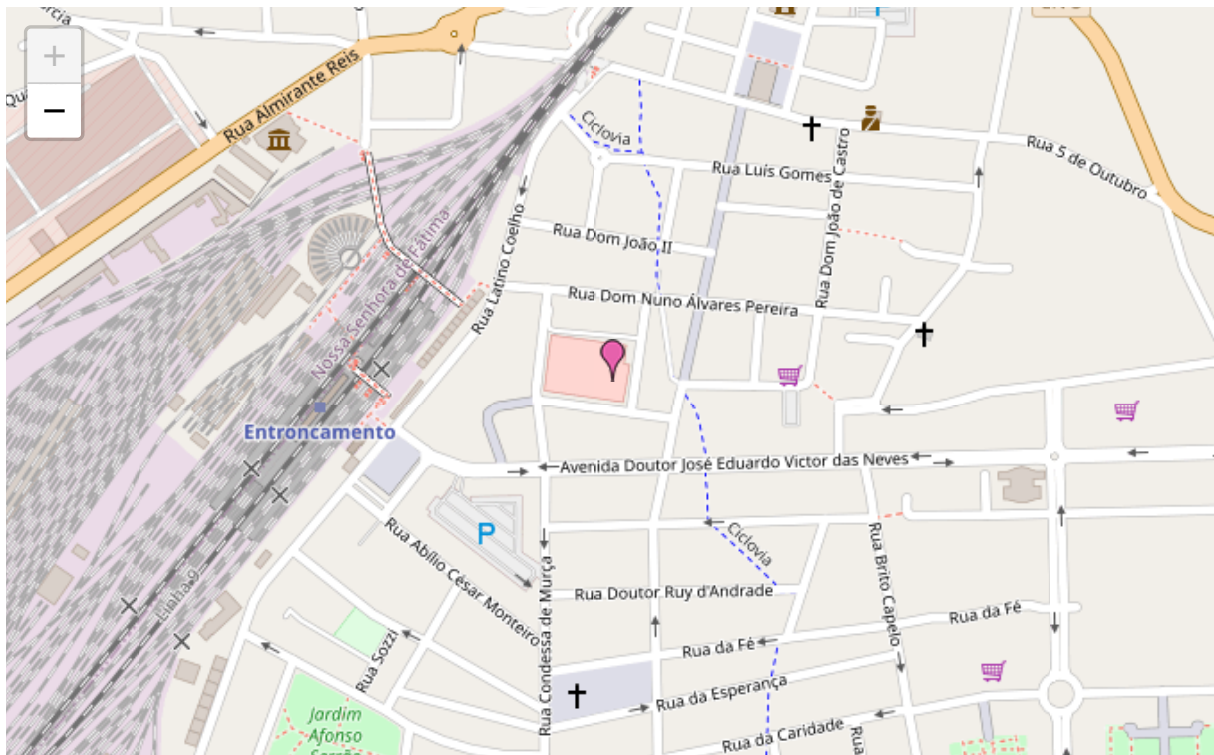 +
−
Rua Almirante Reis
Ciclovia
Rua Luís Gomes
Rua 5 de Outubro
Rua Dom João de Castro
Rua Dom João II
Rua Latino Coelho
Nossa Senhora de Fátima
Rua Dom Nuno Álvares Pereira
Entroncamento
Avenida Doutor José Eduardo Victor das Neves
P
Ciclovia
Rua Abílio César Monteiro
Rua Condessa de Murça
Rua Doutor Ruy d'Andrade
Rua Brito Capelo
Linha 9
Rua da Fé
Rua da Fé
Rua Sozzi
Rua da Esperança
Rua da Caridade
Rua
Jardim
Afonso